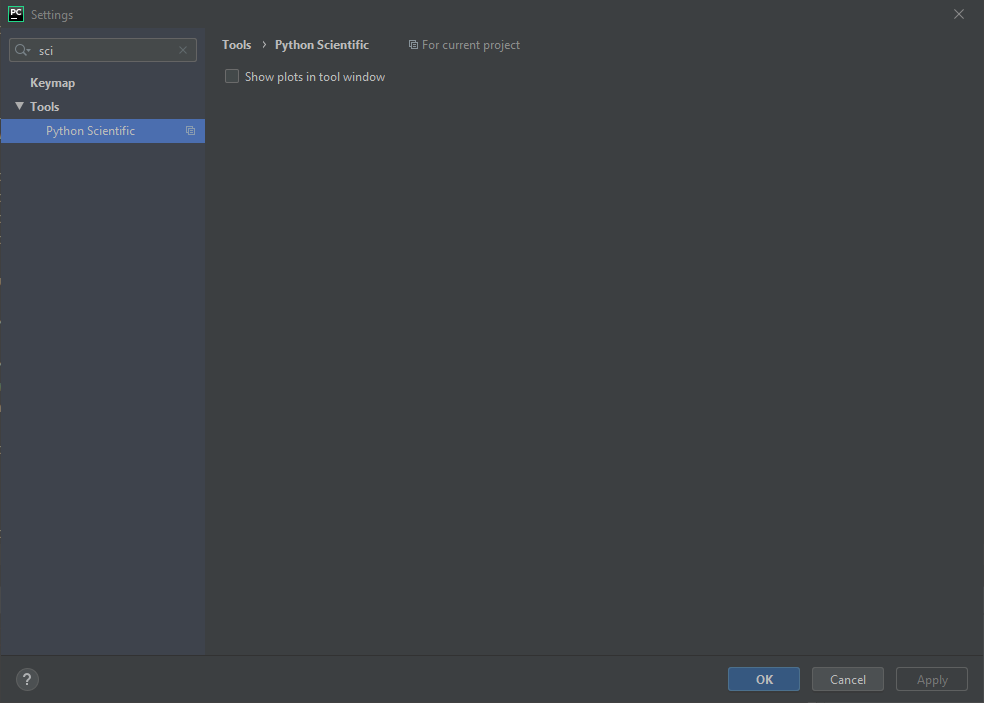 PC Settings
sci
Tools › Python Scientific For current project
Keymap
Show plots in tool window
Tools
Python Scientific
? OK Cancel Apply